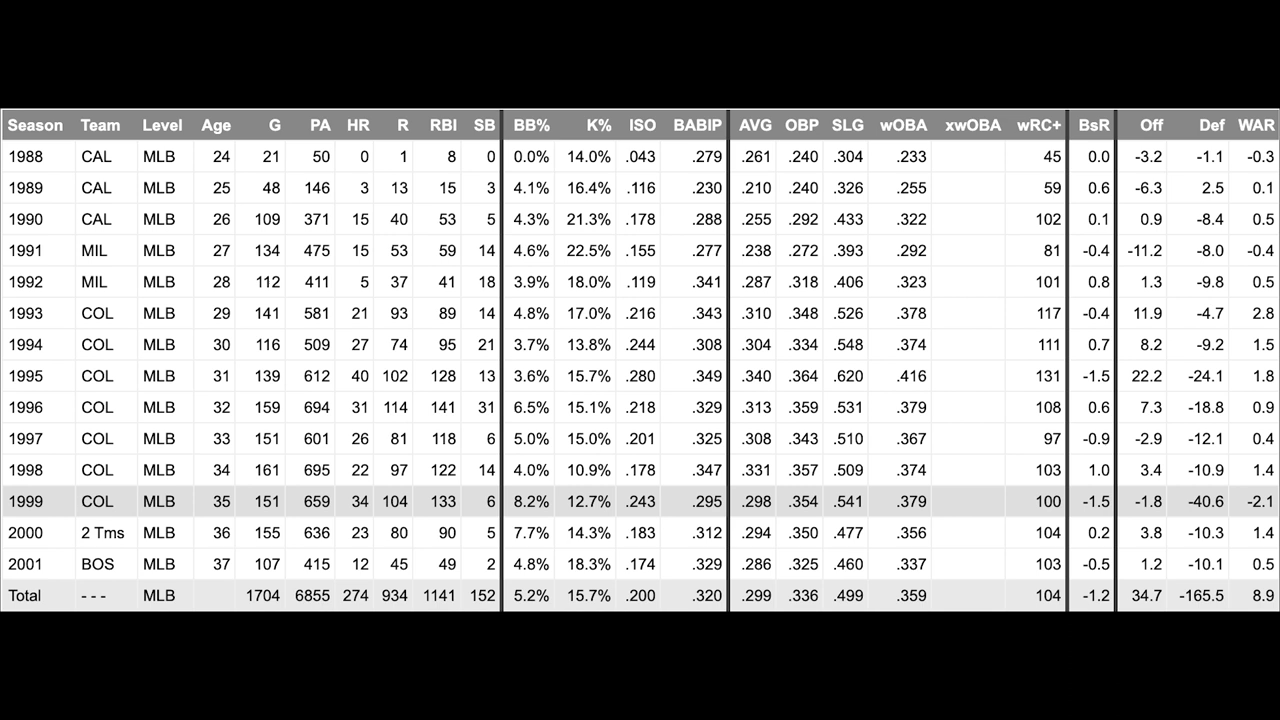 Season Team Level Age G PA HR R RBI SB BB% K% ISO BABIP AVG OBP SLG wOBA xwOBA wRC+ BsR Off Def WAR
1988 CAL MLB 24 21 50 0 1 8 0 0.0% 14.0% .043 .279 .261 .240 .304 .233 45 0.0 -3.2 -1.1 -0.3
1989 CAL MLB 25 48 146 3 13 15 3 4.1% 16.4% .116 .230 .210 .240 .326 .255 59 0.6 -6.3 2.5 0.1
1990 CAL MLB 26 109 371 15 40 53 5 4.3% 21.3% .178 .288 .255 .292 .433 .322 102 0.1 0.9 -8.4 0.5
1991 MIL MLB 27 134 475 15 53 59 14 4.6% 22.5% .155 .277 .238 .272 .393 .292 81 -0.4 -11.2 -8.0 -0.4
1992 MIL MLB 28 112 411 5 37 41 18 3.9% 18.0% .119 .341 .287 .318 .406 .323 101 0.8 1.3 -9.8 0.5
1993 COL MLB 29 141 581 21 93 89 14 4.8% 17.0% .216 .343 .310 .348 .526 .378 117 -0.4 11.9 -4.7 2.8
1994 COL MLB 30 116 509 27 74 95 21 3.7% 13.8% .244 .308 .304 .334 .548 .374 111 0.7 8.2 -9.2 1.5
1995 COL MLB 31 139 612 40 102 128 13 3.6% 15.7% .280 .349 .340 .364 .620 .416 131 -1.5 22.2 -24.1 1.8
1996 COL MLB 32 159 694 31 114 141 31 6.5% 15.1% .218 .329 .313 .359 .531 .379 108 0.6 7.3 -18.8 0.9
1997 COL MLB 33 151 601 26 81 118 6 5.0% 15.0% .201 .325 .308 .343 .510 .367 97 -0.9 -2.9 -12.1 0.4
1998 COL MLB 34 161 695 22 97 122 14 4.0% 10.9% .178 .347 .331 .357 .509 .374 103 1.0 3.4 -10.9 1.4
1999 COL MLB 35 151 659 34 104 133 6 8.2% 12.7% .243 .295 .298 .354 .541 .379 100 -1.5 -1.8 -40.6 -2.1
2000 2 Tms MLB 36 155 636 23 80 90 5 7.7% 14.3% .183 .312 .294 .350 .477 .356 104 0.2 3.8 -10.3 1.4
2001 BOS MLB 37 107 415 12 45 49 2 4.8% 18.3% .174 .329 .286 .325 .460 .337 103 -0.5 1.2 -10.1 0.5
Total - - - MLB 1704 6855 274 934 1141 152 5.2% 15.7% .200 .320 .299 .336 .499 .359 104 -1.2 34.7 -165.5 8.9